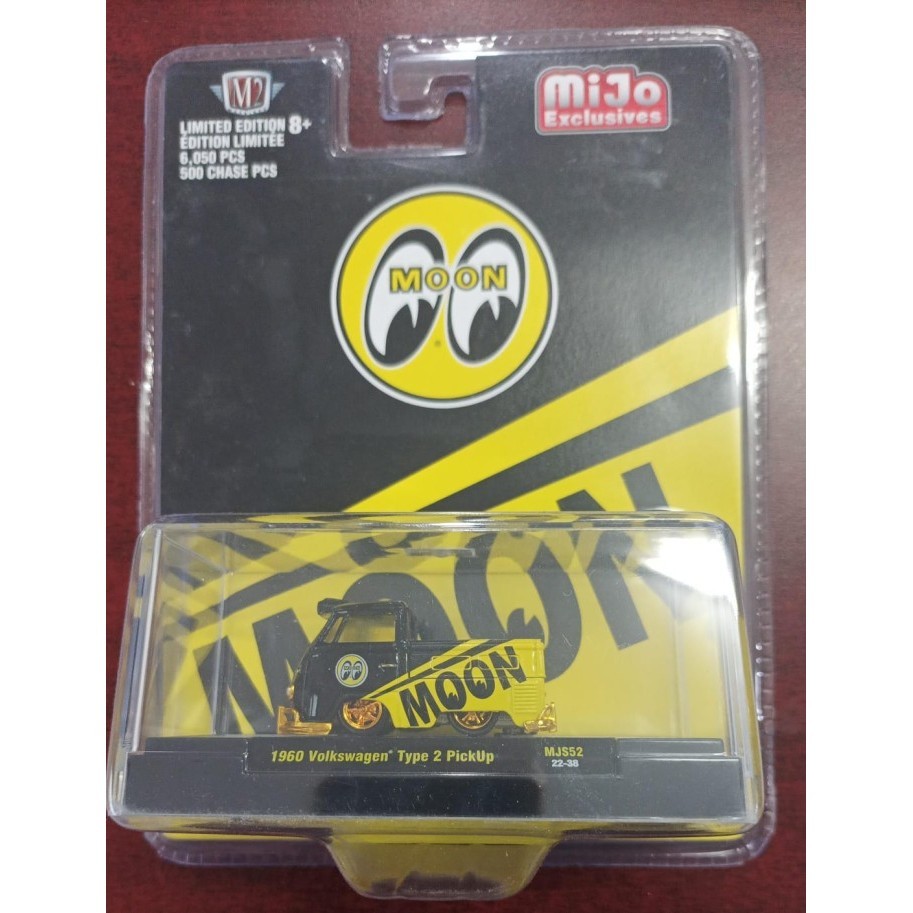 M2
LIMITED EDITION 8+
ÉDITION LIMITÉE
6,050 PCS
500 CHASE PCS
MiJo
Exclusives
MOON
®
MOON
MOON
1960 Volkswagen® Type 2 PickUp
MJS52
22-38